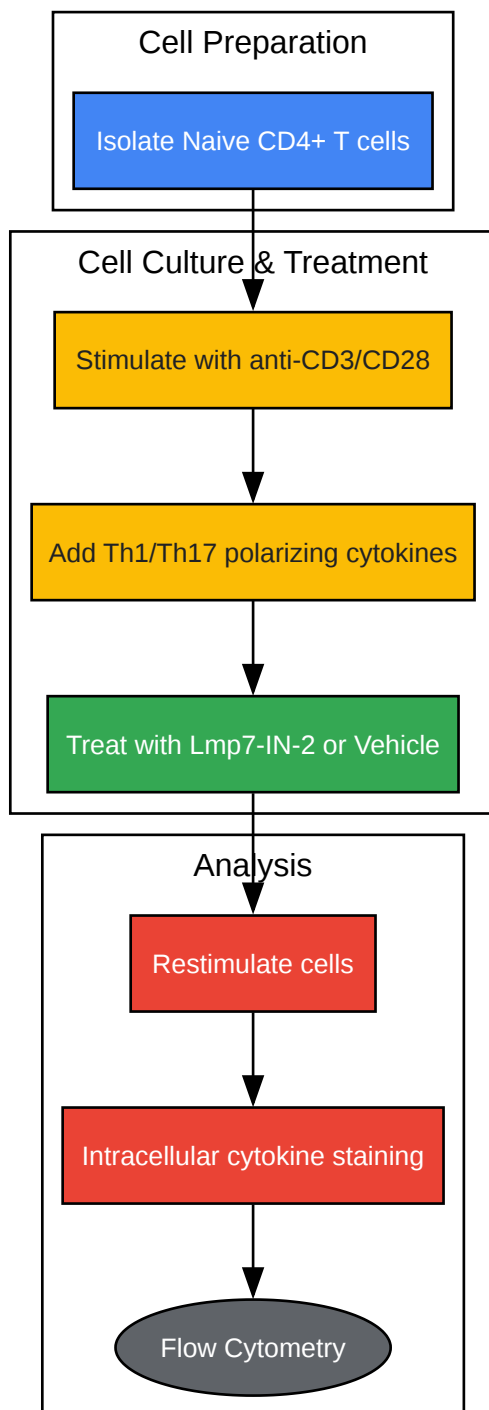 Cell Preparation
Isolate Naive CD4+ T cells
Cell Culture & Treatment
Stimulate with anti-CD3/CD28
Add Th1/Th17 polarizing cytokines
Treat with Lmp7-IN-2 or Vehicle
Analysis
Restimulate cells
Intracellular cytokine staining
Flow Cytometry